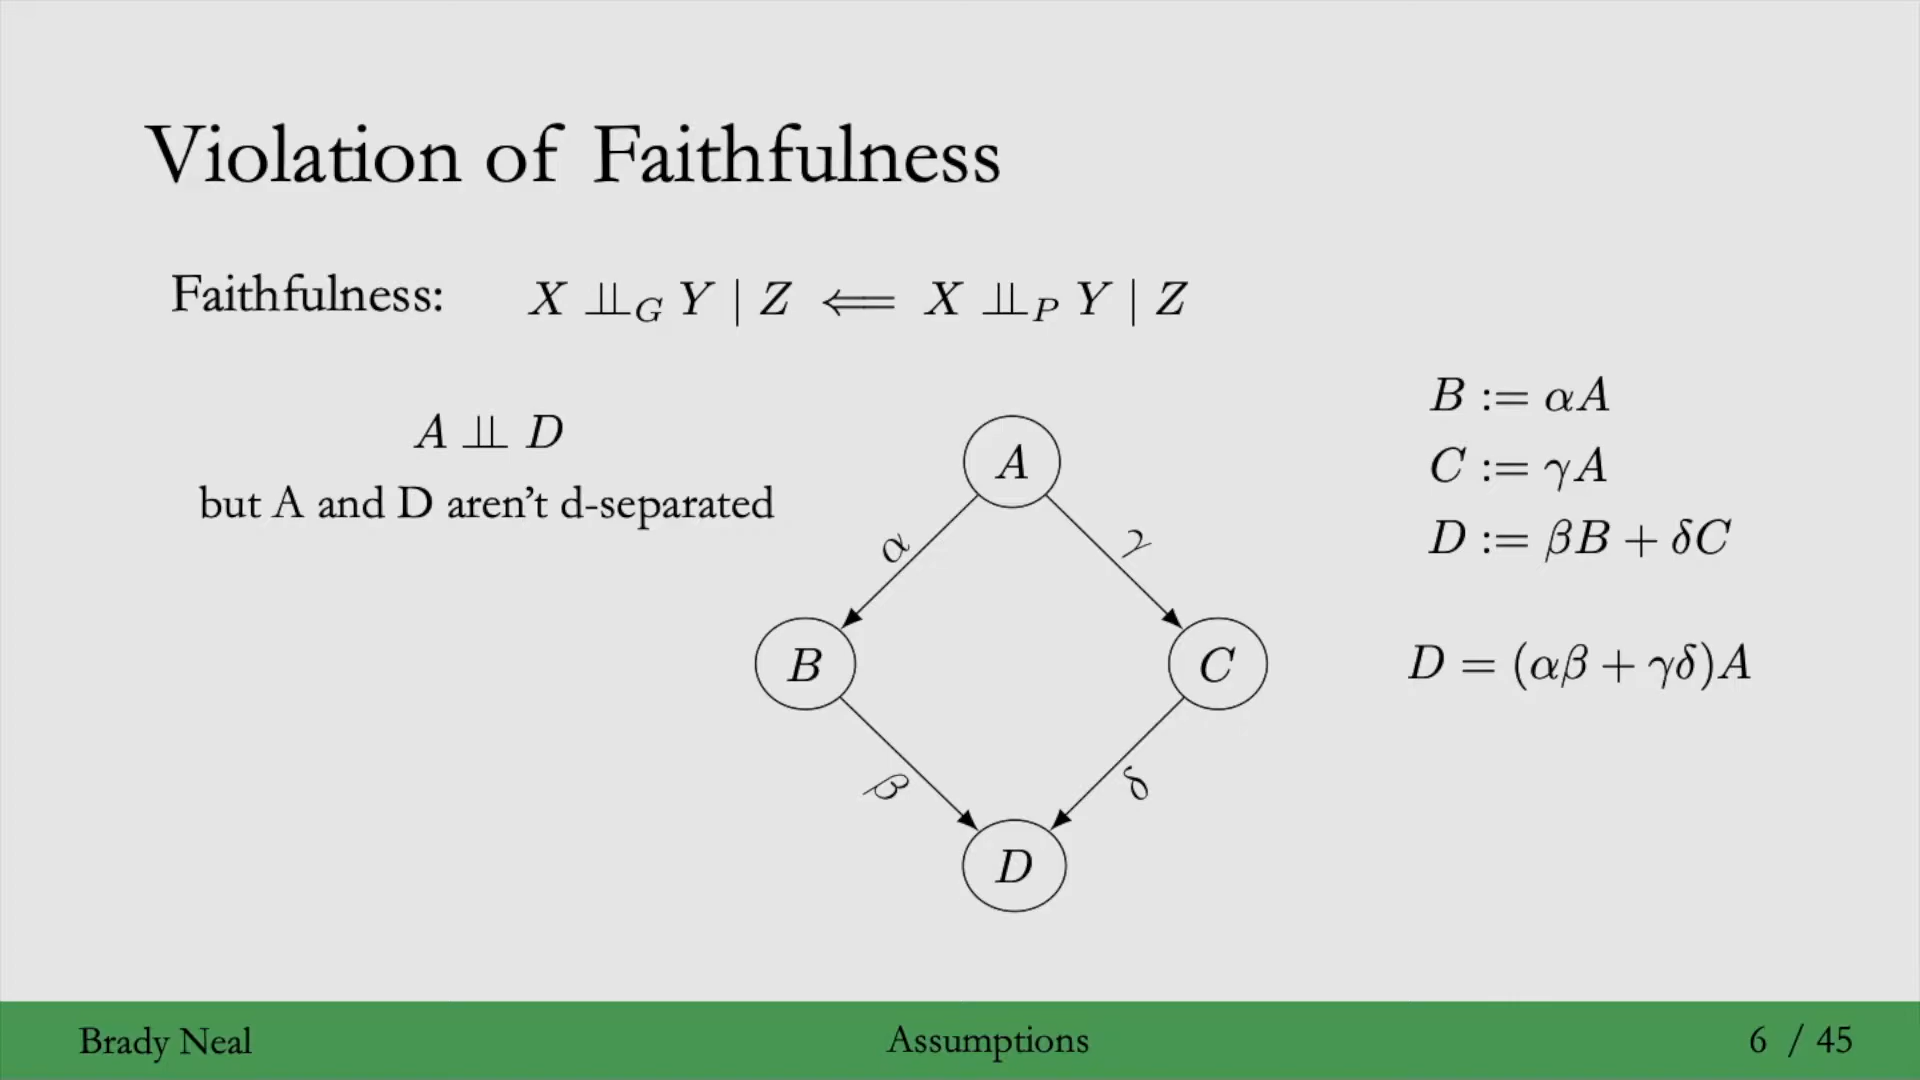 Violation of Faithfulness
Faithfulness: X ⫫_G Y | Z ⟸ X ⫫_P Y | Z
A ⫫ D
but A and D aren’t d-separated
B := αA
C := γA
D := βB + δC
D = (αβ + γδ)A
A
α
γ
B
C
β
δ
D
Brady Neal
Assumptions
6 / 45